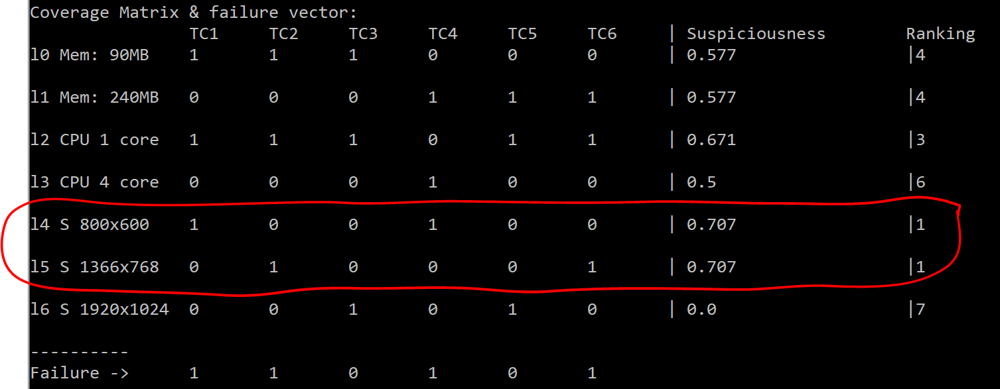 Coverage Matrix & failure vector:
TC1 TC2 TC3 TC4 TC5 TC6 | Suspiciousness Ranking
l0 Mem: 90MB 1 1 1 0 0 0 | 0.577 |4
l1 Mem: 240MB 0 0 0 1 1 1 | 0.577 |4
l2 CPU 1 core 1 1 1 0 1 1 | 0.671 |3
l3 CPU 4 core 0 0 0 1 0 0 | 0.5 |6
l4 S 800x600 1 0 0 1 0 0 | 0.707 |1
l5 S 1366x768 0 1 0 0 0 1 | 0.707 |1
l6 S 1920x1024 0 0 1 0 1 0 | 0.0 |7
----------
Failure -> 1 1 0 1 0 1